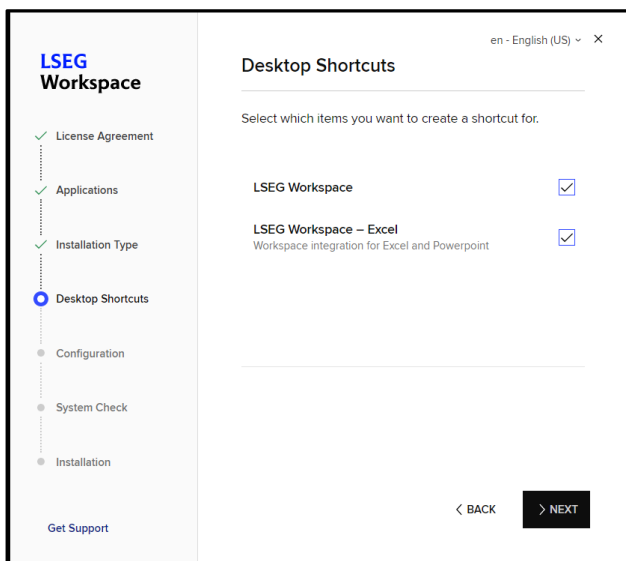 LSEG
Workspace
License Agreement
Applications
Installation Type
Desktop Shortcuts
Configuration
System Check
Installation
Get Support
en - English (US)
Desktop Shortcuts
Select which items you want to create a shortcut for.
LSEG Workspace
LSEG Workspace – Excel
Workspace integration for Excel and Powerpoint
BACK
NEXT